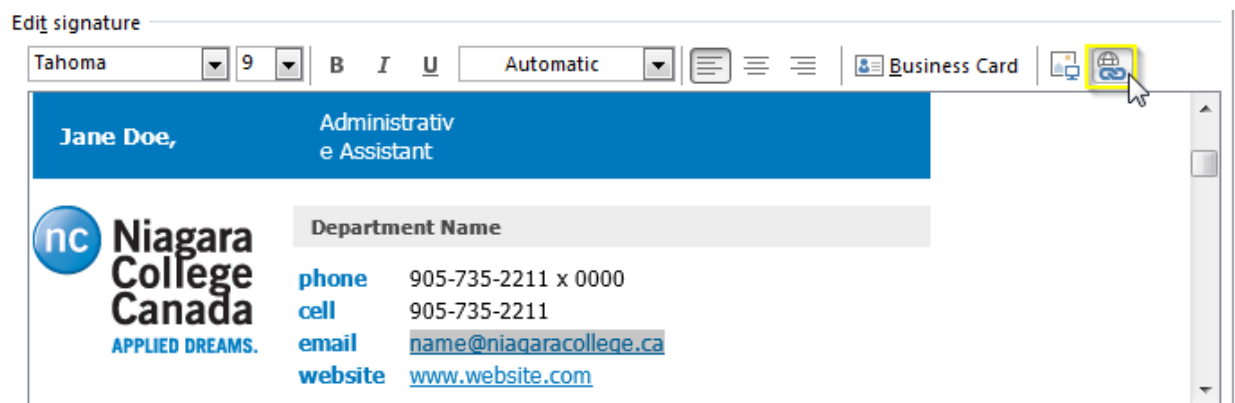 Edit signature
Tahoma 9 B I U Automatic Business Card
Jane Doe, Administrativ
e Assistant
nc Niagara
College
Canada
APPLIED DREAMS.
Department Name
phone 905-735-2211 x 0000
cell 905-735-2211
email name@niagaracollege.ca
website www.website.com